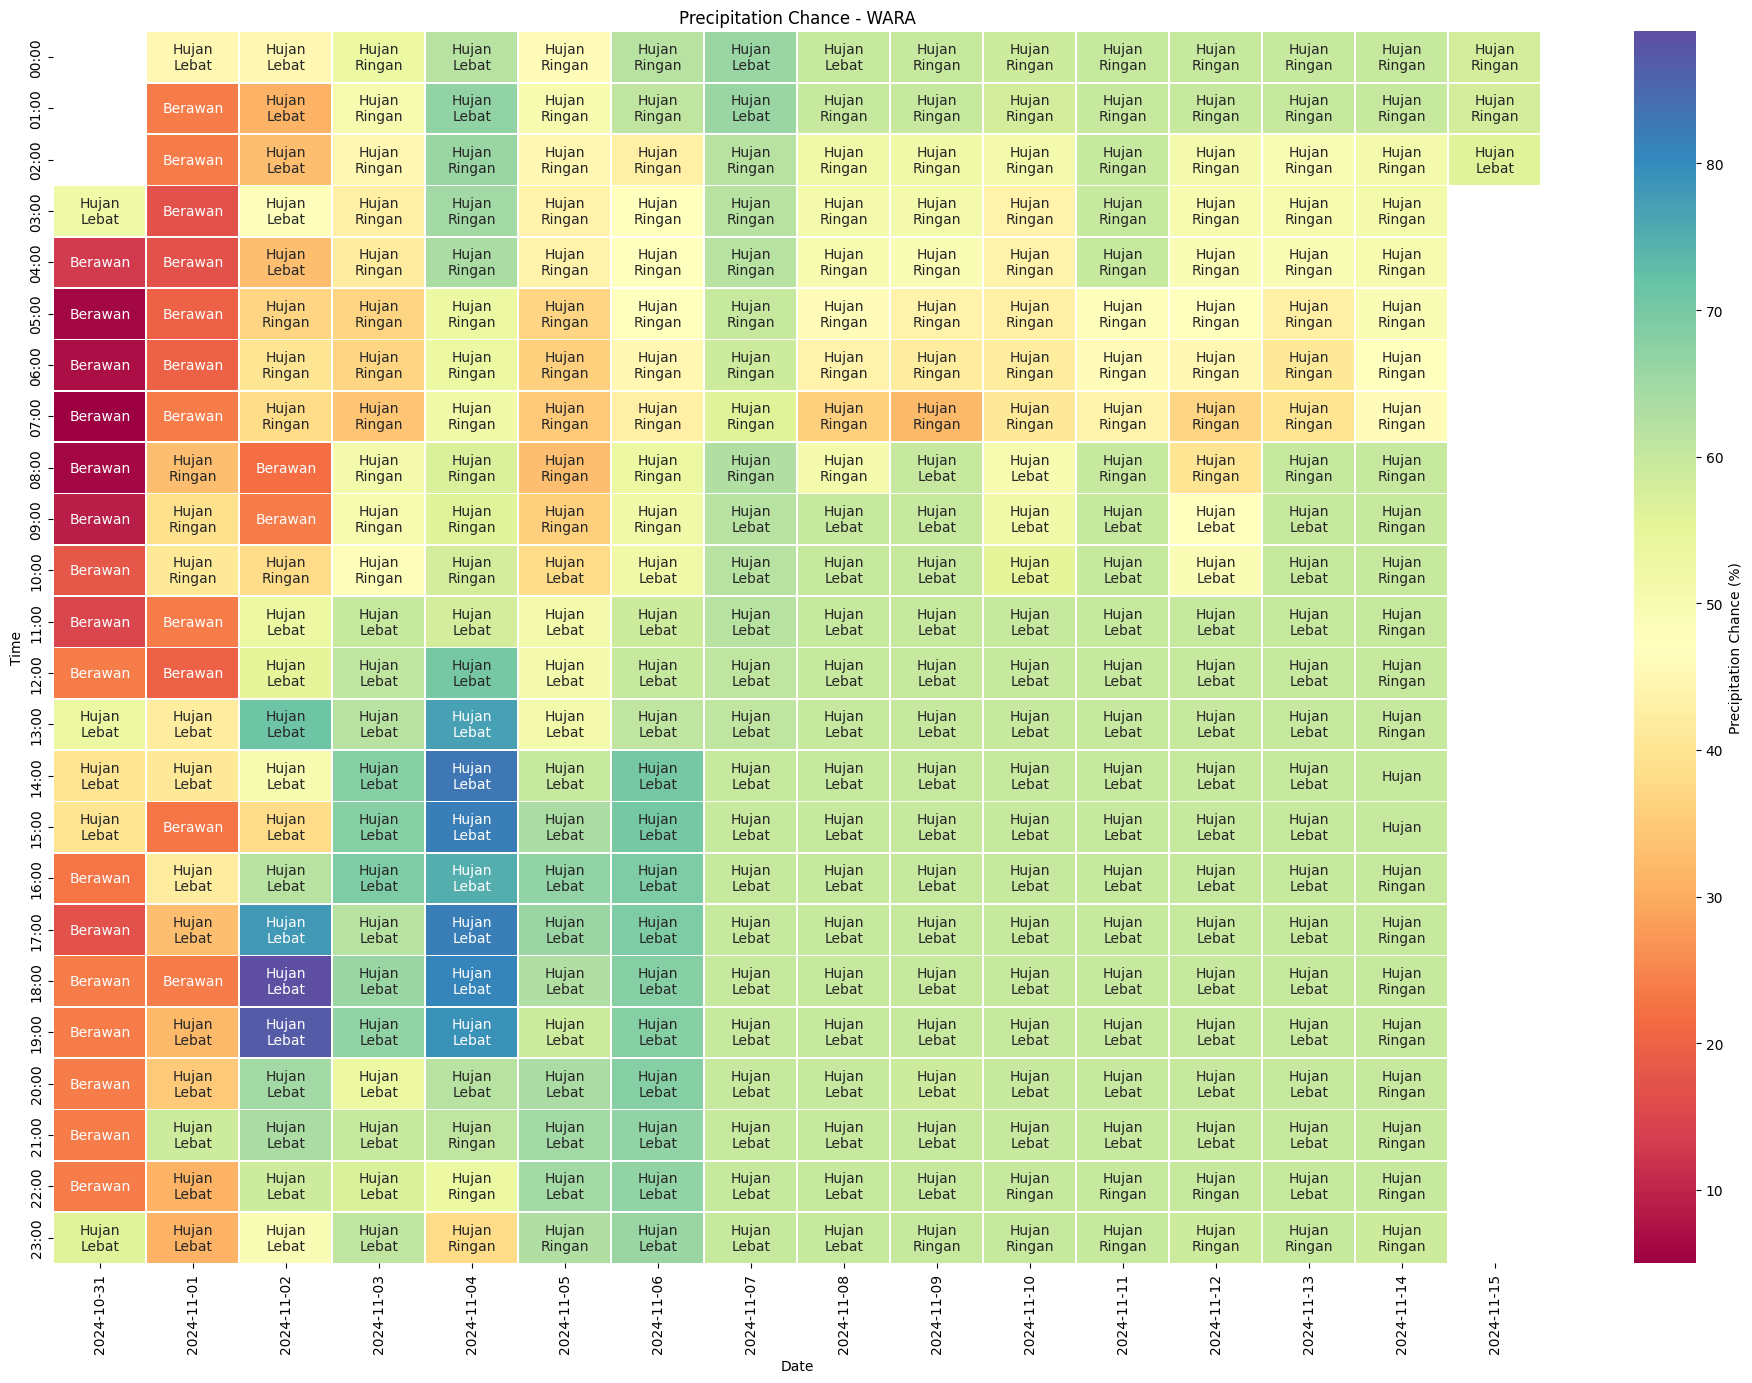 Precipitation Chance - WARA
00:00 Hujan Lebat Hujan Lebat Hujan Ringan Hujan Lebat Hujan Ringan Hujan Ringan Hujan Lebat Hujan Lebat Hujan Ringan Hujan Ringan Hujan Ringan Hujan Ringan Hujan Ringan Hujan Ringan Hujan Ringan
01:00 Berawan Hujan Lebat Hujan Ringan Hujan Lebat Hujan Ringan Hujan Ringan Hujan Lebat Hujan Ringan Hujan Ringan Hujan Ringan Hujan Ringan Hujan Ringan Hujan Ringan Hujan Ringan Hujan Ringan
02:00 Berawan Hujan Lebat Hujan Ringan Hujan Ringan Hujan Ringan Hujan Ringan Hujan Ringan Hujan Ringan Hujan Ringan Hujan Ringan Hujan Ringan Hujan Ringan Hujan Ringan Hujan Ringan Hujan Lebat
03:00 Hujan Lebat Berawan Hujan Lebat Hujan Ringan Hujan Ringan Hujan Ringan Hujan Ringan Hujan Ringan Hujan Ringan Hujan Ringan Hujan Ringan Hujan Ringan Hujan Ringan Hujan Ringan Hujan Ringan
04:00 Berawan Berawan Hujan Lebat Hujan Ringan Hujan Ringan Hujan Ringan Hujan Ringan Hujan Ringan Hujan Ringan Hujan Ringan Hujan Ringan Hujan Ringan Hujan Ringan Hujan Ringan Hujan Ringan
05:00 Berawan Berawan Hujan Ringan Hujan Ringan Hujan Ringan Hujan Ringan Hujan Ringan Hujan Ringan Hujan Ringan Hujan Ringan Hujan Ringan Hujan Ringan Hujan Ringan Hujan Ringan Hujan Ringan
06:00 Berawan Berawan Hujan Ringan Hujan Ringan Hujan Ringan Hujan Ringan Hujan Ringan Hujan Ringan Hujan Ringan Hujan Ringan Hujan Ringan Hujan Ringan Hujan Ringan Hujan Ringan Hujan Ringan
07:00 Berawan Berawan Hujan Ringan Hujan Ringan Hujan Ringan Hujan Ringan Hujan Ringan Hujan Ringan Hujan Ringan Hujan Ringan Hujan Ringan Hujan Ringan Hujan Ringan Hujan Ringan Hujan Ringan
08:00 Berawan Hujan Ringan Berawan Hujan Ringan Hujan Ringan Hujan Ringan Hujan Ringan Hujan Ringan Hujan Ringan Hujan Lebat Hujan Lebat Hujan Ringan Hujan Ringan Hujan Ringan Hujan Ringan
09:00 Berawan Hujan Ringan Berawan Hujan Ringan Hujan Ringan Hujan Ringan Hujan Ringan Hujan Lebat Hujan Lebat Hujan Lebat Hujan Lebat Hujan Lebat Hujan Lebat Hujan Lebat Hujan Ringan
10:00 Berawan Hujan Ringan Hujan Ringan Hujan Ringan Hujan Ringan Hujan Lebat Hujan Lebat Hujan Lebat Hujan Lebat Hujan Lebat Hujan Lebat Hujan Lebat Hujan Lebat Hujan Lebat Hujan Ringan
11:00 Berawan Berawan Hujan Lebat Hujan Lebat Hujan Lebat Hujan Lebat Hujan Lebat Hujan Lebat Hujan Lebat Hujan Lebat Hujan Lebat Hujan Lebat Hujan Lebat Hujan Lebat Hujan Ringan
12:00 Berawan Berawan Hujan Lebat Hujan Lebat Hujan Lebat Hujan Lebat Hujan Lebat Hujan Lebat Hujan Lebat Hujan Lebat Hujan Lebat Hujan Lebat Hujan Lebat Hujan Lebat Hujan Ringan
13:00 Hujan Lebat Hujan Lebat Hujan Lebat Hujan Lebat Hujan Lebat Hujan Lebat Hujan Lebat Hujan Lebat Hujan Lebat Hujan Lebat Hujan Lebat Hujan Lebat Hujan Lebat Hujan Lebat Hujan Ringan
14:00 Hujan Lebat Hujan Lebat Hujan Lebat Hujan Lebat Hujan Lebat Hujan Lebat Hujan Lebat Hujan Lebat Hujan Lebat Hujan Lebat Hujan Lebat Hujan Lebat Hujan Lebat Hujan Lebat Hujan
15:00 Hujan Lebat Berawan Hujan Lebat Hujan Lebat Hujan Lebat Hujan Lebat Hujan Lebat Hujan Lebat Hujan Lebat Hujan Lebat Hujan Lebat Hujan Lebat Hujan Lebat Hujan Lebat Hujan
16:00 Berawan Hujan Lebat Hujan Lebat Hujan Lebat Hujan Lebat Hujan Lebat Hujan Lebat Hujan Lebat Hujan Lebat Hujan Lebat Hujan Lebat Hujan Lebat Hujan Lebat Hujan Lebat Hujan Ringan
17:00 Berawan Hujan Lebat Hujan Lebat Hujan Lebat Hujan Lebat Hujan Lebat Hujan Lebat Hujan Lebat Hujan Lebat Hujan Lebat Hujan Lebat Hujan Lebat Hujan Lebat Hujan Lebat Hujan Ringan
18:00 Berawan Berawan Hujan Lebat Hujan Lebat Hujan Lebat Hujan Lebat Hujan Lebat Hujan Lebat Hujan Lebat Hujan Lebat Hujan Lebat Hujan Lebat Hujan Lebat Hujan Lebat Hujan Ringan
19:00 Berawan Hujan Lebat Hujan Lebat Hujan Lebat Hujan Lebat Hujan Lebat Hujan Lebat Hujan Lebat Hujan Lebat Hujan Lebat Hujan Lebat Hujan Lebat Hujan Lebat Hujan Lebat Hujan Ringan
20:00 Berawan Hujan Lebat Hujan Lebat Hujan Lebat Hujan Lebat Hujan Lebat Hujan Lebat Hujan Lebat Hujan Lebat Hujan Lebat Hujan Lebat Hujan Lebat Hujan Lebat Hujan Lebat Hujan Ringan
21:00 Berawan Hujan Lebat Hujan Lebat Hujan Lebat Hujan Ringan Hujan Lebat Hujan Lebat Hujan Lebat Hujan Lebat Hujan Lebat Hujan Lebat Hujan Lebat Hujan Lebat Hujan Lebat Hujan Ringan
22:00 Berawan Hujan Lebat Hujan Lebat Hujan Lebat Hujan Ringan Hujan Lebat Hujan Lebat Hujan Lebat Hujan Lebat Hujan Lebat Hujan Ringan Hujan Ringan Hujan Ringan Hujan Lebat Hujan Ringan
23:00 Hujan Lebat Hujan Lebat Hujan Lebat Hujan Lebat Hujan Ringan Hujan Ringan Hujan Lebat Hujan Lebat Hujan Lebat Hujan Ringan Hujan Ringan Hujan Ringan Hujan Ringan Hujan Ringan Hujan Ringan
2024-10-31 2024-11-01 2024-11-02 2024-11-03 2024-11-04 2024-11-05 2024-11-06 2024-11-07 2024-11-08 2024-11-09 2024-11-10 2024-11-11 2024-11-12 2024-11-13 2024-11-14 2024-11-15
Time
Date
80
70
60
50
40
30
20
10
Precipitation Chance (%)